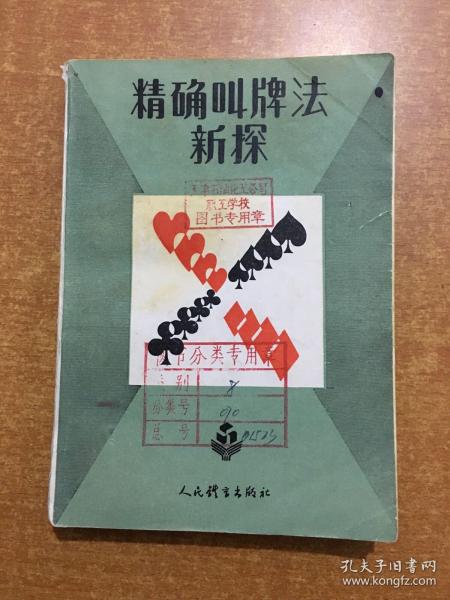 精确叫牌法
新探
职工学校
图书专用章
图书分类专用章
类别 8
分类号 90
总号
人民体育出版社
孔夫子旧书网
www.kongfz.com